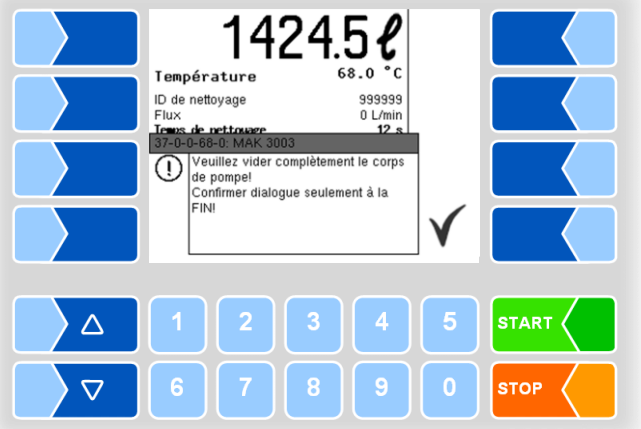 1424.5 ℓ
Température 68.0 °C
ID de nettoyage 999999
Flux 0 L/min
Temps de nettoyage 12 s
37-0-0-68-0: MAK 3003
Veuillez vider complètement le corps
de pompe!
Confirmer dialogue seulement à la
FIN!
1 2 3 4 5 START
6 7 8 9 0 STOP